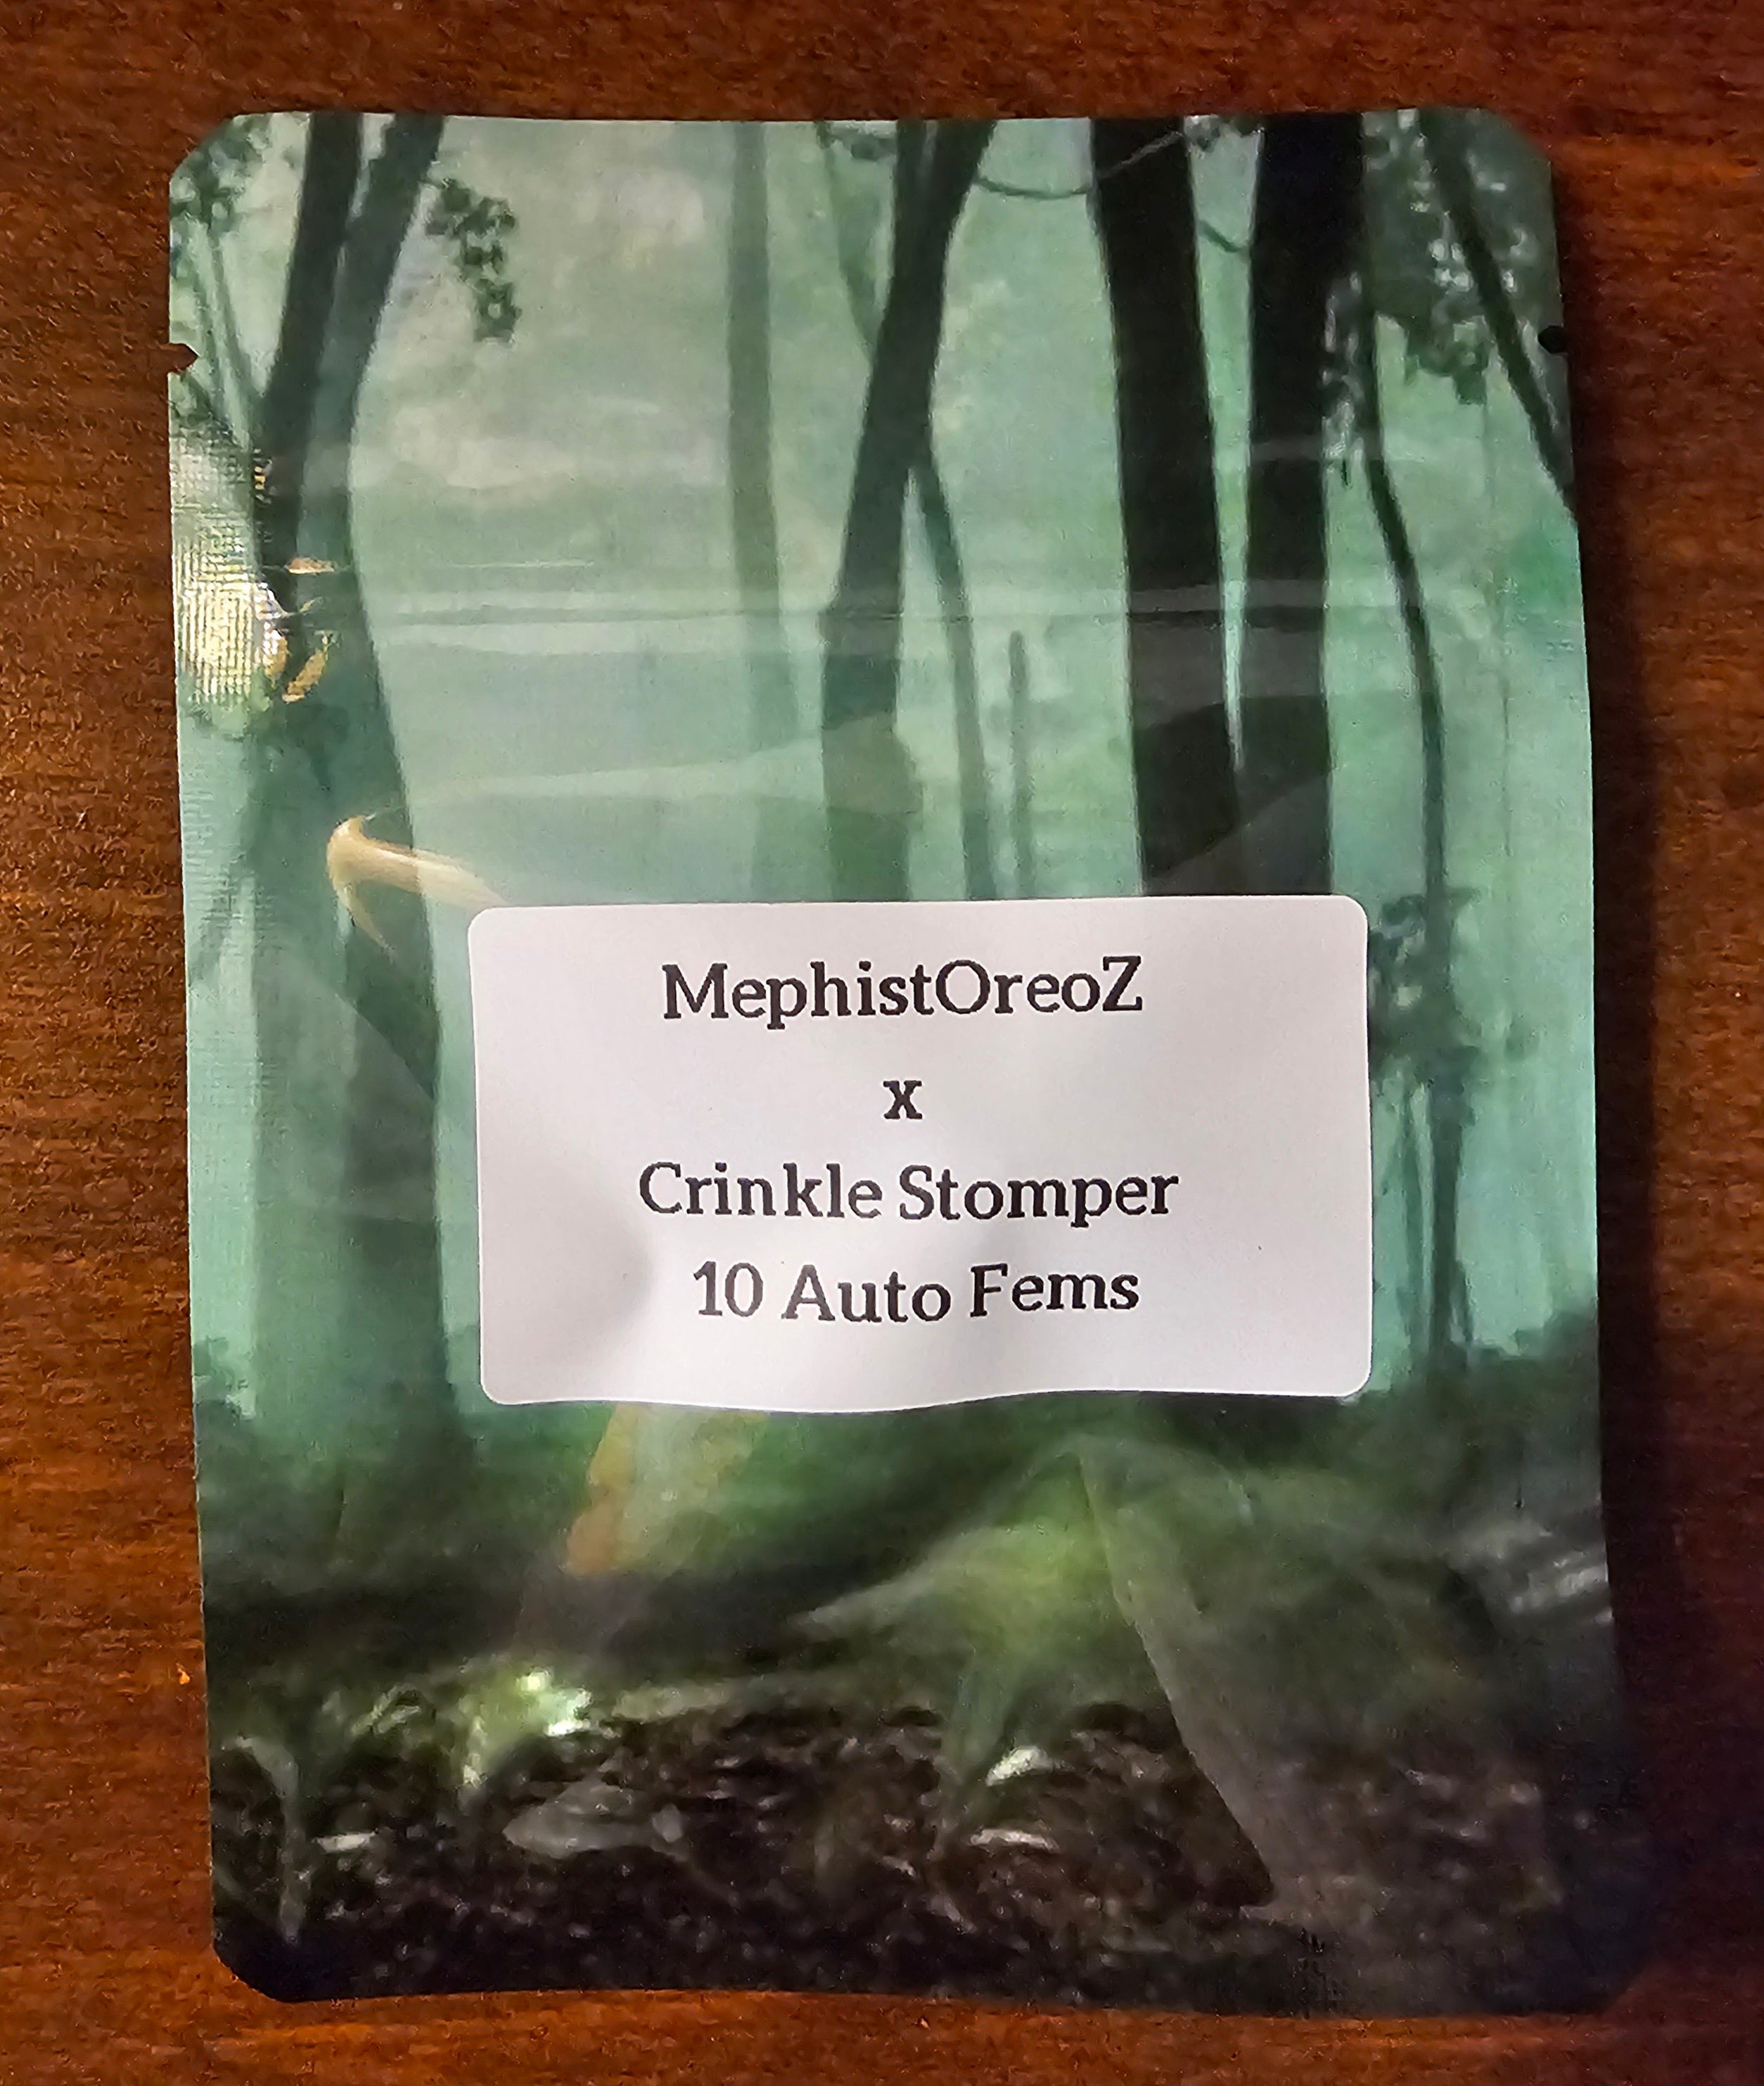 MephistOreoZ
x
Crinkle Stomper
10 Auto Fems